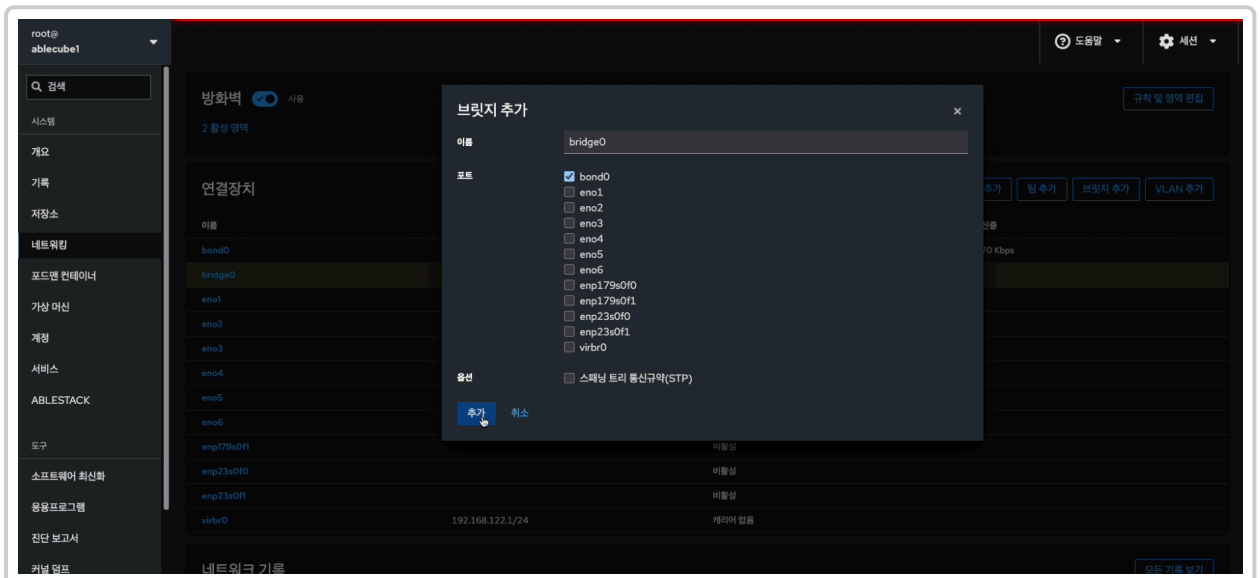 root@
ablecube1
도움말
세션
검색
시스템
개요
기록
저장소
네트워킹
포드맨 컨테이너
가상 머신
계정
서비스
ABLESTACK
도구
소프트웨어 최신화
응용프로그램
진단 보고서
커널 덤프
방화벽 사용
규칙 및 영역 편집
2 활성 영역
연결장치
추가 팀 추가 브릿지 추가 VLAN 추가
이름
신중
bond0
70 Kbps
bridge0
eno1
eno2
eno3
eno4
eno5
eno6
enp179s0f1 비활성
enp23s0f0 비활성
enp23s0f1 비활성
virbr0 192.168.122.1/24 캐리어 없음
네트워크 기록
모든 기록 보기
브릿지 추가
이름 bridge0
포트
bond0
eno1
eno2
eno3
eno4
eno5
eno6
enp179s0f0
enp179s0f1
enp23s0f0
enp23s0f1
virbr0
옵션 스패닝 트리 통신규약(STP)
추가 취소